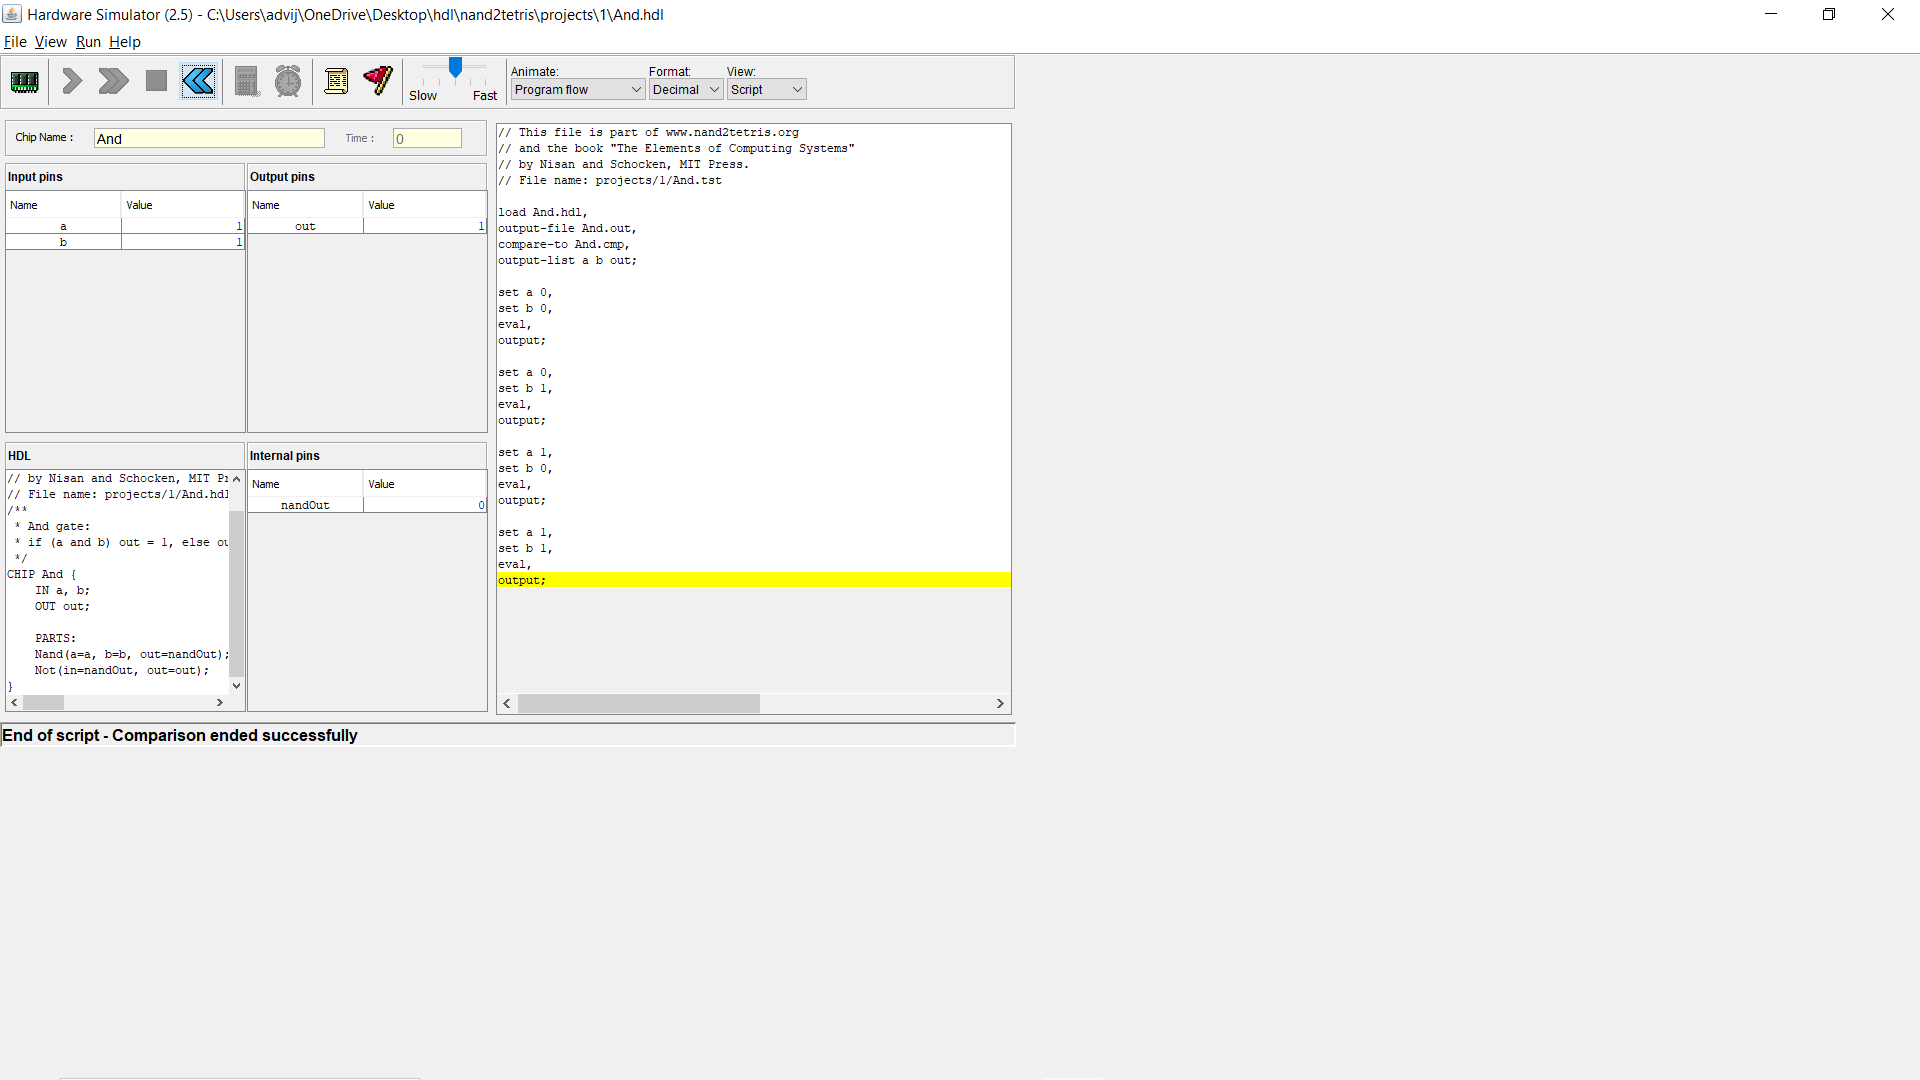 Hardware Simulator (2.5) - C:\Users\advij\OneDrive\Desktop\hdl\nand2tetris\projects\1\And.hdl
File View Run Help
Slow Fast
Animate: Format: View:
Program flow Decimal Script
Chip Name : And Time : 0
Input pins
Name Value
a 1
b 1
Output pins
Name Value
out 1
HDL
// by Nisan and Schocken, MIT
// File name: projects/1/And.hdl
/**
* And gate:
* if (a and b) out = 1, else
*/
CHIP And {
IN a, b;
OUT out;
PARTS:
Nand(a=a, b=b, out=nandOut);
Not(in=nandOut, out=out);
}
Internal pins
Name Value
nandOut 0
// This file is part of www.nand2tetris.org
// and the book "The Elements of Computing Systems"
// by Nisan and Schocken, MIT Press.
// File name: projects/1/And.tst
load And.hdl,
output-file And.out,
compare-to And.cmp,
output-list a b out;
set a 0,
set b 0,
eval,
output;
set a 0,
set b 1,
eval,
output;
set a 1,
set b 0,
eval,
output;
set a 1,
set b 1,
eval,
output;
End of script - Comparison ended successfully